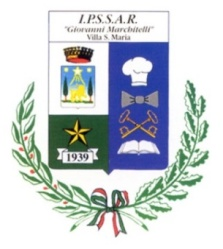 I.P.S.S.A.R.
"Giovanni Marchitelli"
Villa S. Maria
1939